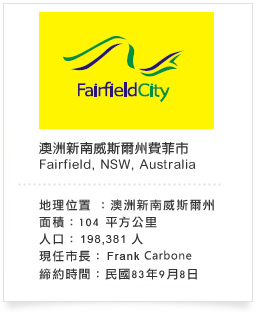 FairfieldCity
澳洲新南威斯爾州費菲市
Fairfield, NSW, Australia
地理位置 ：澳洲新南威斯爾州
面積：104 平方公里
人口：198,381 人
現任市長：Frank Carbone
締約時間：民國83年9月8日